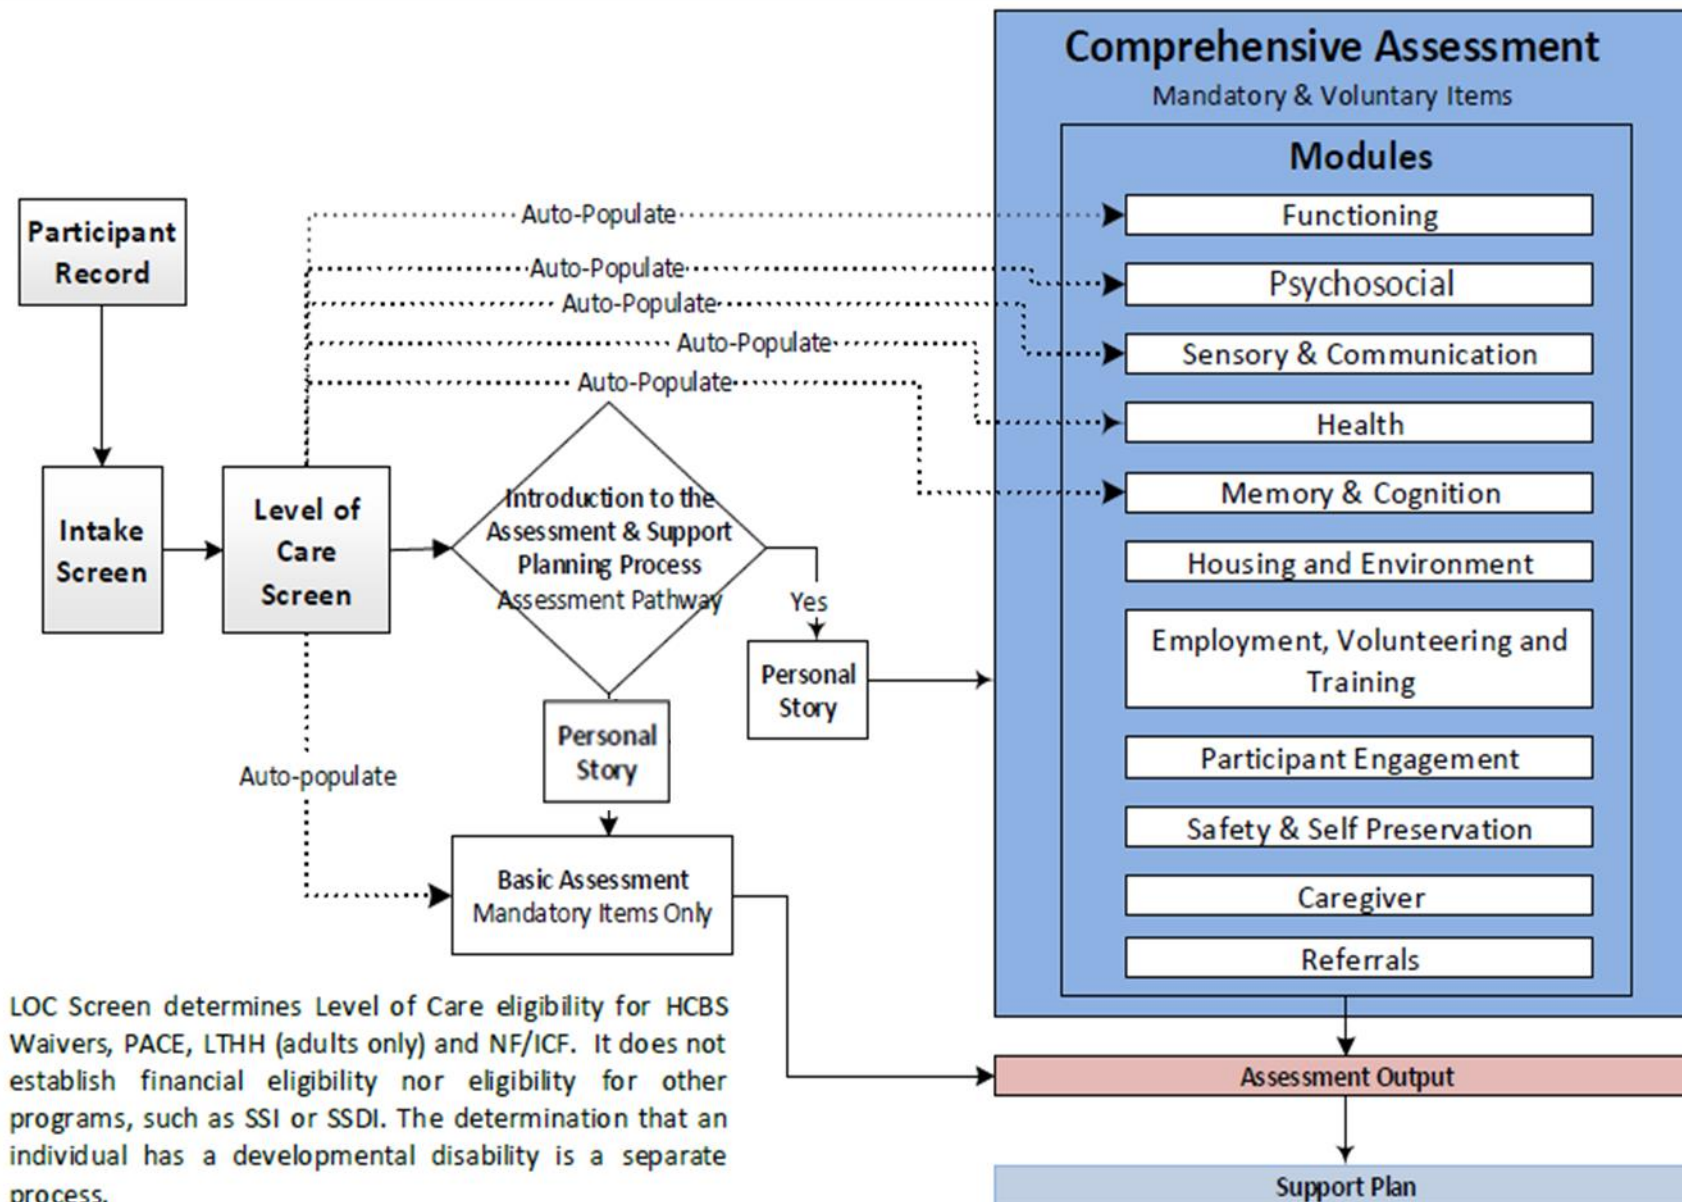 Comprehensive Assessment
Mandatory & Voluntary Items
Modules
Participant
Record
Auto-Populate
Functioning
Auto-Populate
Psychosocial
Auto-Populate
Auto-Populate
Sensory & Communication
Auto-Populate
Health
Memory & Cognition
Intake
Screen
Level of
Care
Screen
Introduction to the
Assessment & Support
Planning Process
Assessment Pathway
Yes
Personal
Story
Housing and Environment
Employment, Volunteering and
Training
Personal
Story
Auto-populate
Participant Engagement
Safety & Self Preservation
Basic Assessment
Mandatory Items Only
Caregiver
Referrals
LOC Screen determines Level of Care eligibility for HCBS
Waivers, PACE, LTHH (adults only) and NF/ICF. It does not
establish financial eligibility nor eligibility for other
programs, such as SSI or SSDI. The determination that an
individual has a developmental disability is a separate
process.
Assessment Output
Support Plan